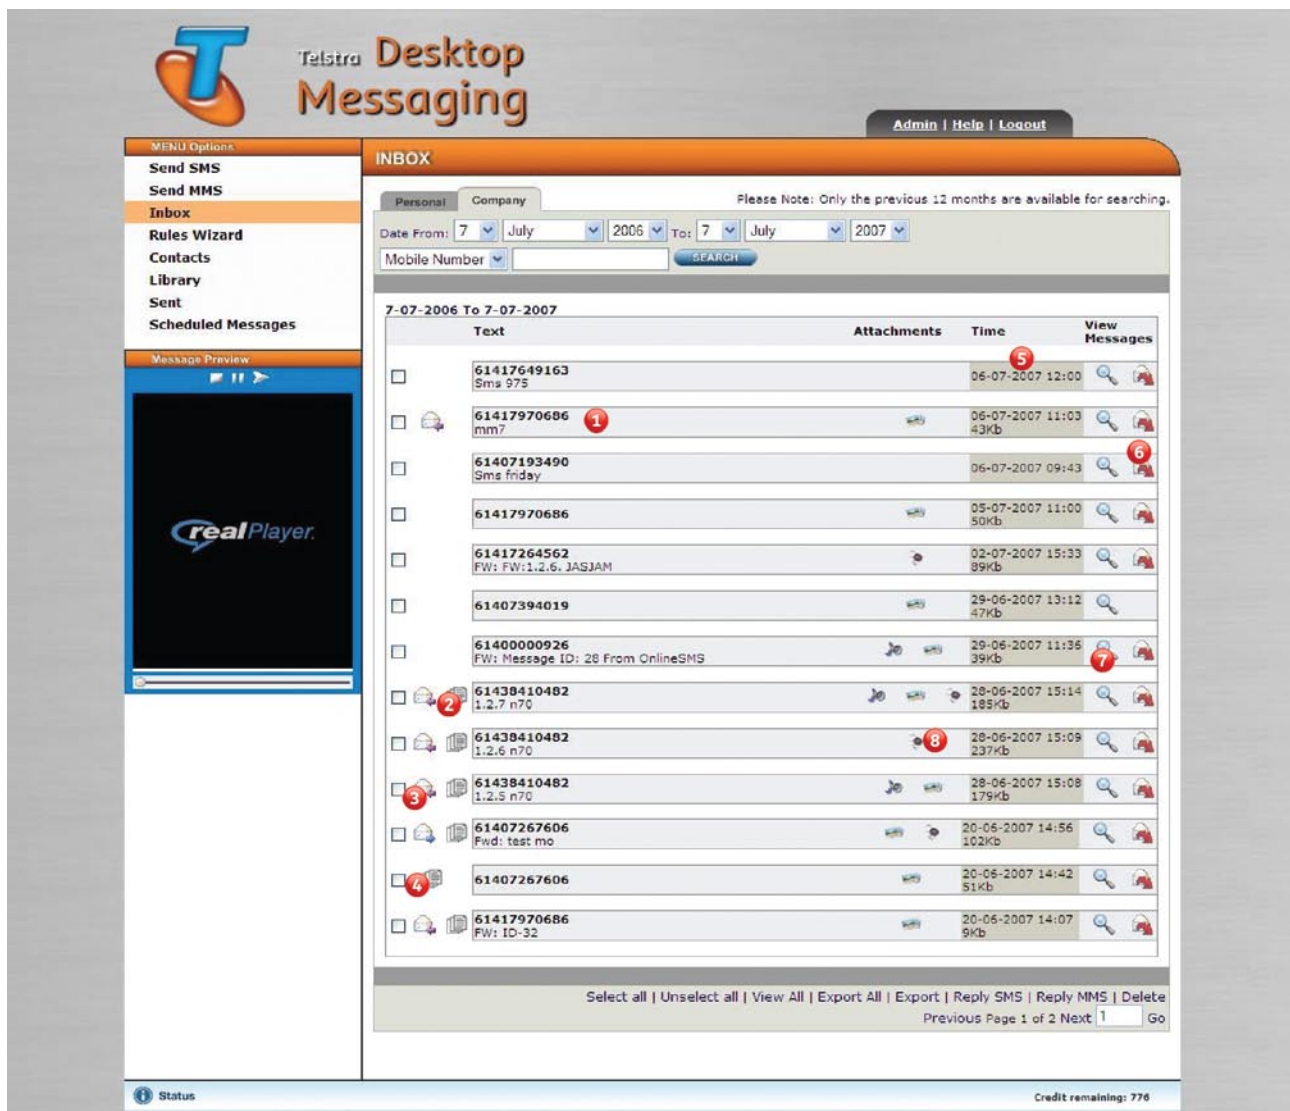 Telstra Desktop
Messaging
Admin | Help | Logout
MENU Options
Send SMS
Send MMS
Inbox
Rules Wizard
Contacts
Library
Sent
Scheduled Messages
Message Preview
realPlayer.
INBOX
Personal Company Please Note: Only the previous 12 months are available for searching.
Date From: 7 July 2006 To: 7 July 2007
Mobile Number SEARCH
7-07-2006 To 7-07-2007
Text Attachments Time View
Messages
5
61417649163
Sms 975 06-07-2007 12:00
61417970686 1 06-07-2007 11:03
mm7 43Kb
6
61407193490
Sms friday 06-07-2007 09:43
61417970686 05-07-2007 11:00
50Kb
61417264562 02-07-2007 15:33
FW: FW:1.2.6. JASJAM 89Kb
61407394019 29-06-2007 13:12
47Kb
61400000926 29-06-2007 11:36
FW: Message ID: 28 From OnlineSMS 39Kb 7
61438410482 28-06-2007 15:14
2 1.2.7 n70 185Kb
61438410482 8 28-06-2007 15:09
1.2.6 n70 237Kb
61438410482 28-06-2007 15:08
3 1.2.5 n70 179Kb
61407267606 20-06-2007 14:56
Fwd: test mo 102Kb
4 61407267606 20-06-2007 14:42
51Kb
61417970686 20-06-2007 14:07
FW: ID-32 9Kb
Select all | Unselect all | View All | Export All | Export | Reply SMS | Reply MMS | Delete
Previous Page 1 of 2 Next 1 Go
Status Credit remaining: 776